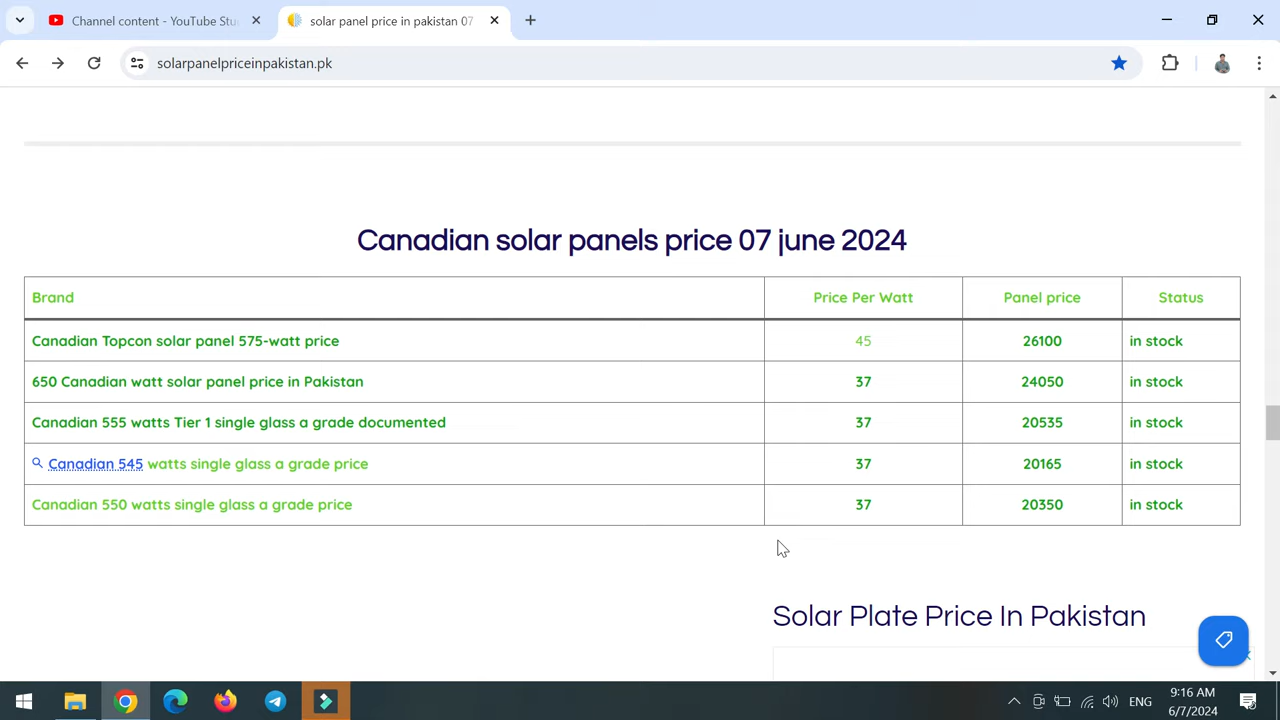 Channel content - YouTube Stu
solar panel price in pakistan 07
solarpanelpriceinpakistan.pk
Canadian solar panels price 07 june 2024
Brand Price Per Watt Panel price Status
Canadian Topcon solar panel 575-watt price 45 26100 in stock
650 Canadian watt solar panel price in Pakistan 37 24050 in stock
Canadian 555 watts Tier 1 single glass a grade documented 37 20535 in stock
Canadian 545 watts single glass a grade price 37 20165 in stock
Canadian 550 watts single glass a grade price 37 20350 in stock
Solar Plate Price In Pakistan
ENG
9:16 AM
6/7/2024